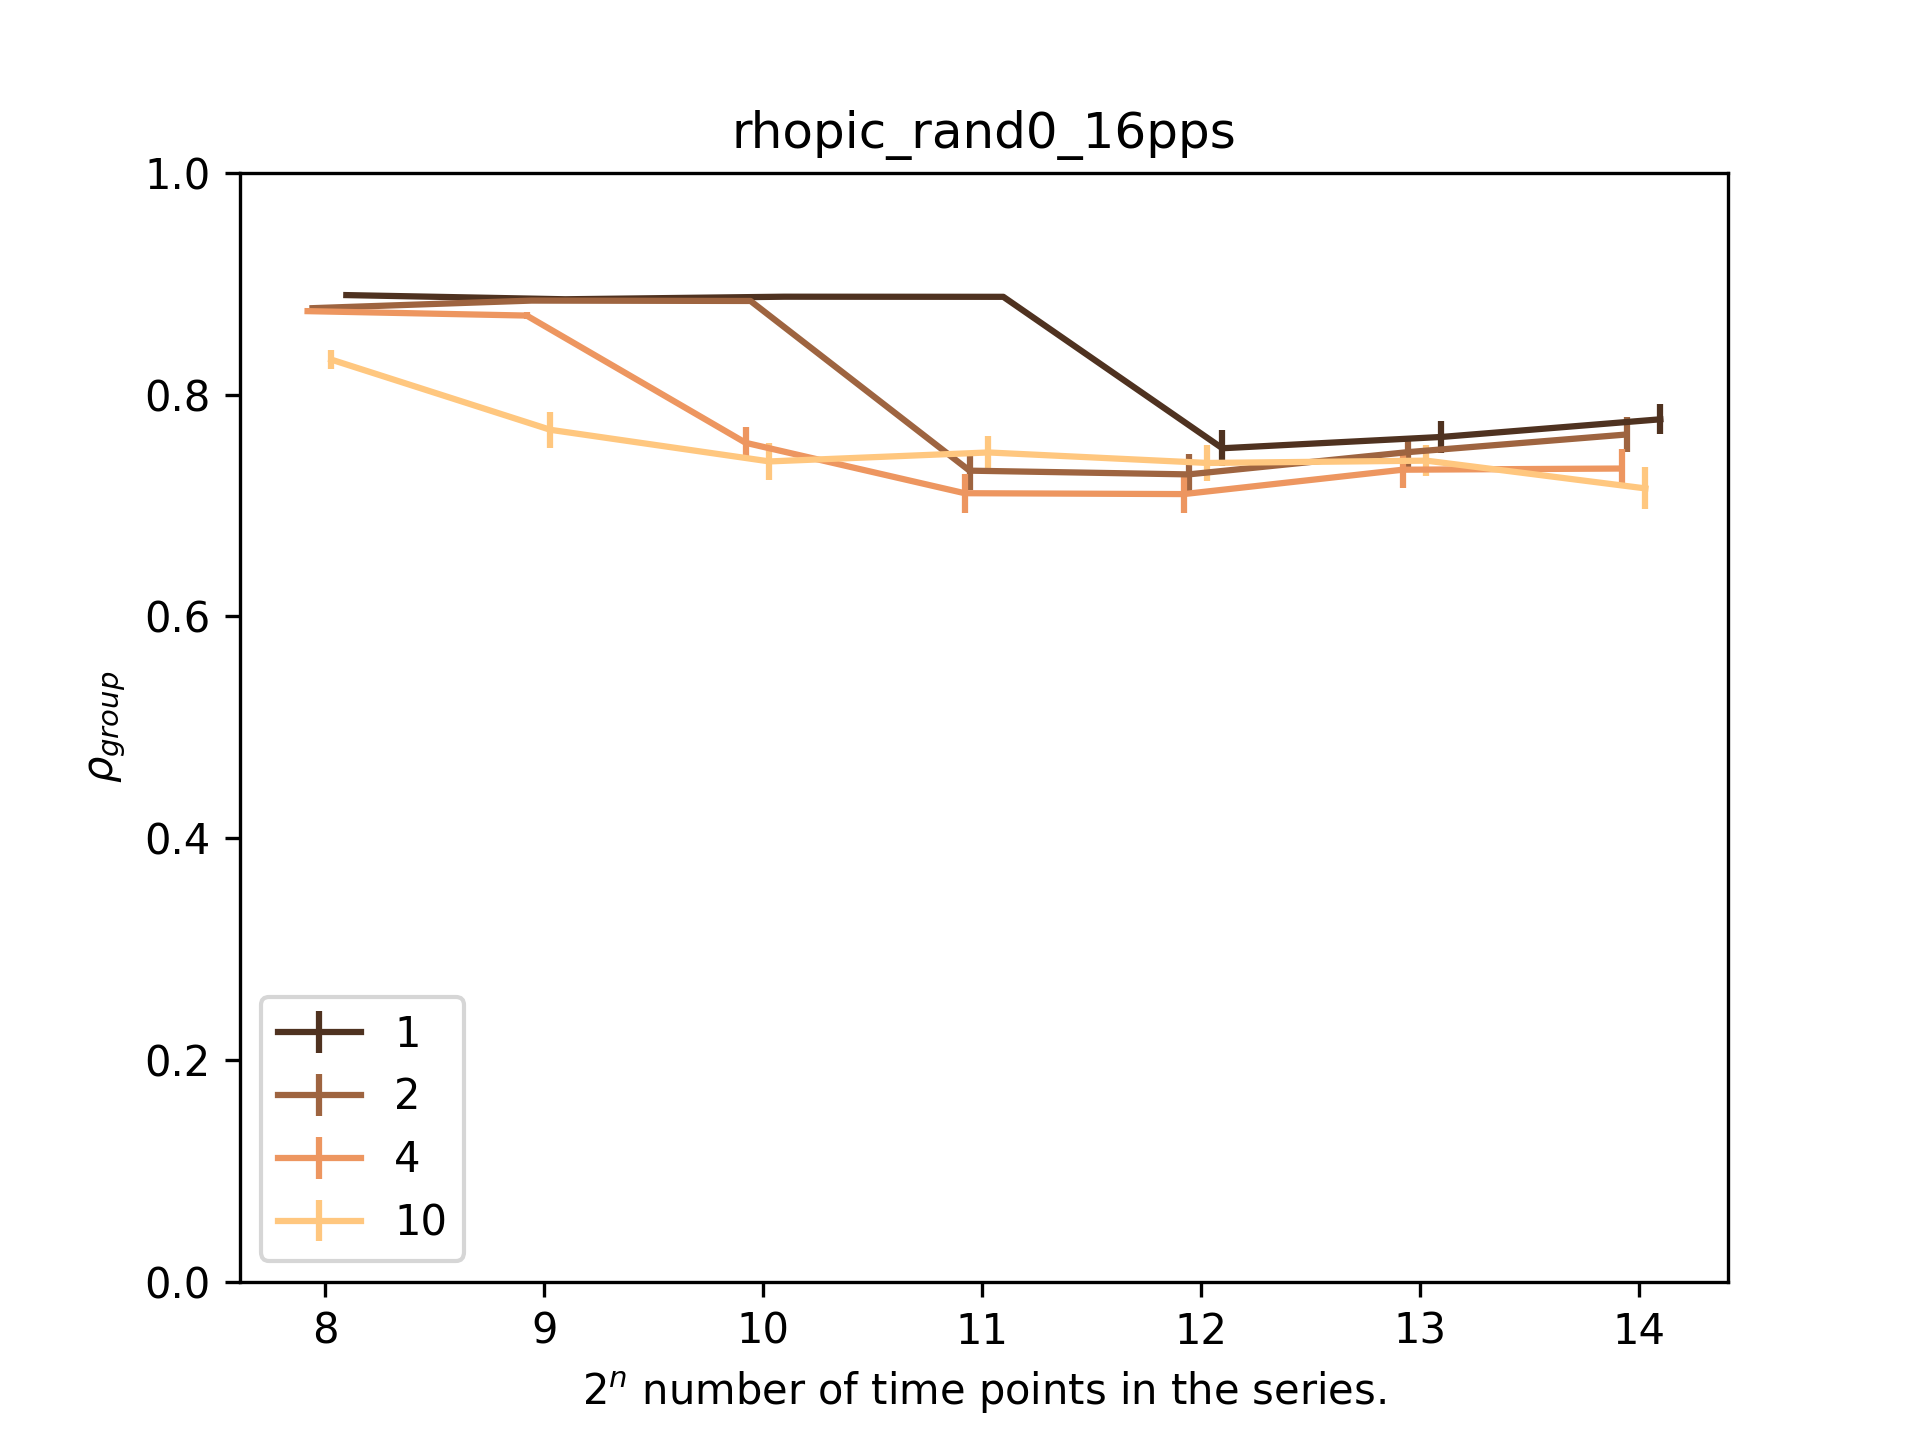 rhopic_rand0_16pps
1.0
0.8
0.6
0.4
0.2
0.0
ρgroup
1
2
4
10
8 9 10 11 12 13 14
2ⁿ number of time points in the series.